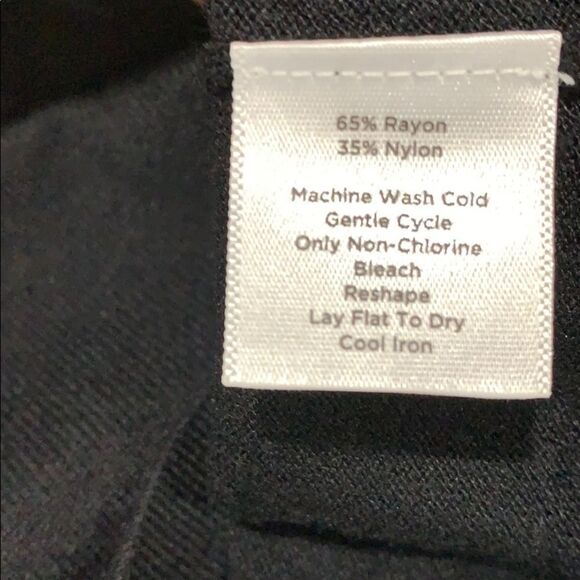 65% Rayon
35% Nylon
Machine Wash Cold
Gentle Cycle
Only Non-Chlorine
Bleach
Reshape
Lay Flat To Dry
Cool Iron